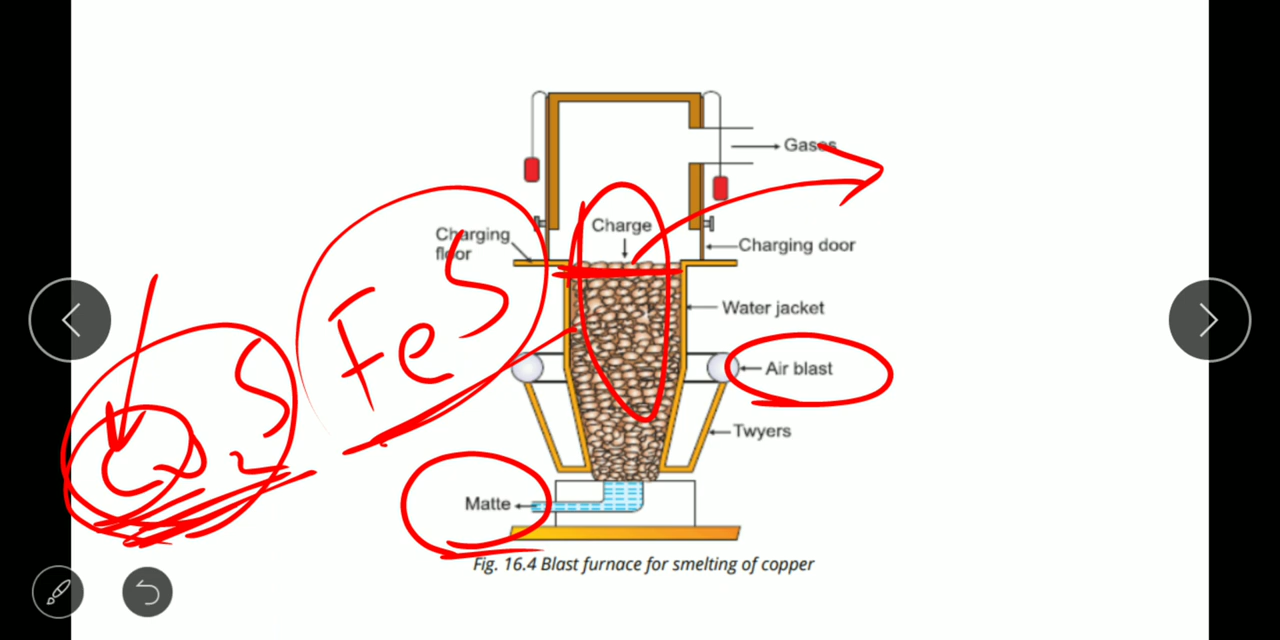 Gases
Charge
Charging
floor
Charging door
FeS
Water jacket
Cu2S
Air blast
Twyers
Matte
Fig. 16.4 Blast furnace for smelting of copper